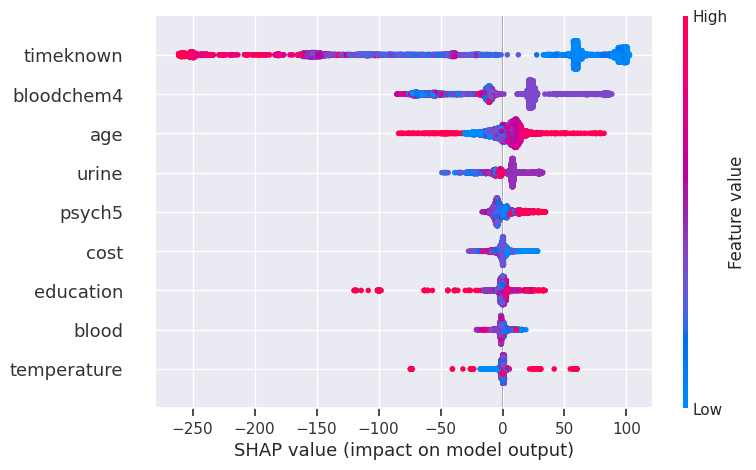 High
timeknown
bloodchem4
age
urine
psych5
cost
education
blood
temperature
Feature value
Low
−250 −200 −150 −100 −50 0 50 100
SHAP value (impact on model output)